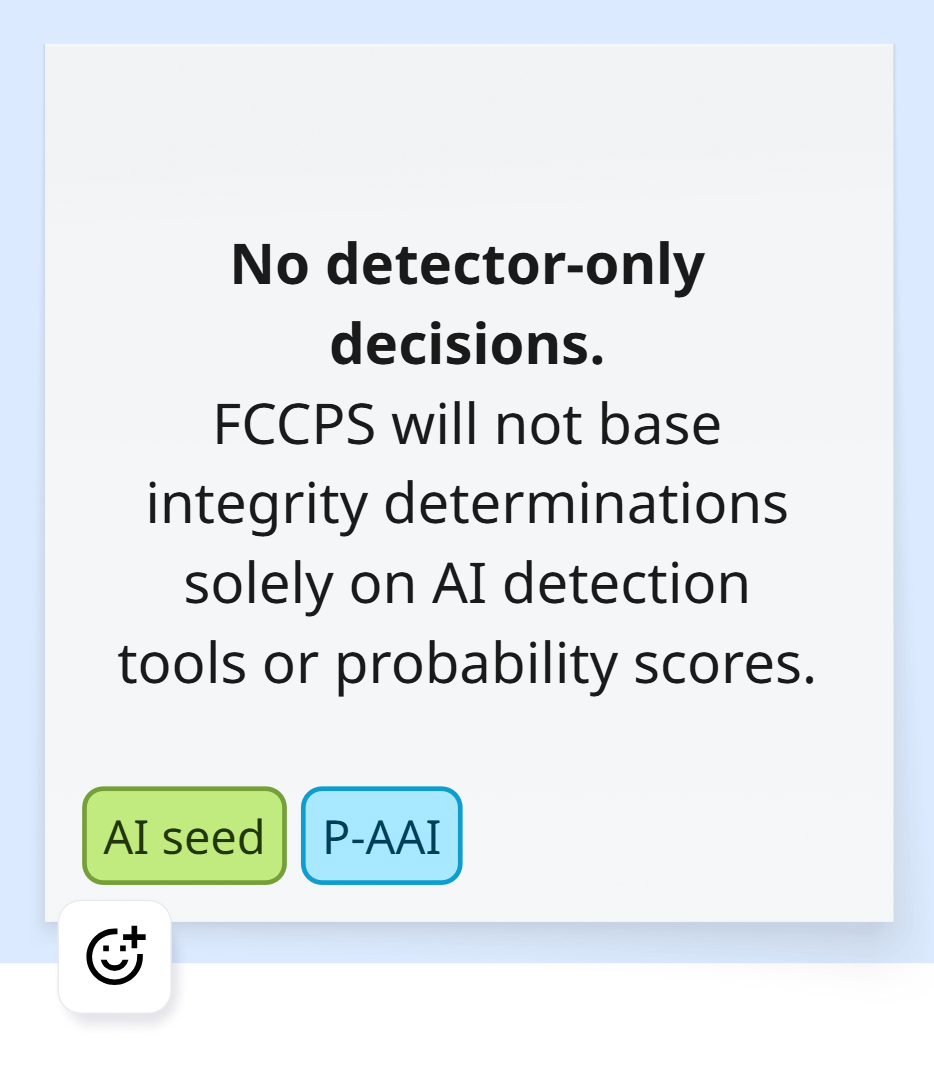 No detector-only
decisions.
FCCPS will not base
integrity determinations
solely on AI detection
tools or probability scores.
AI seed P-AAI